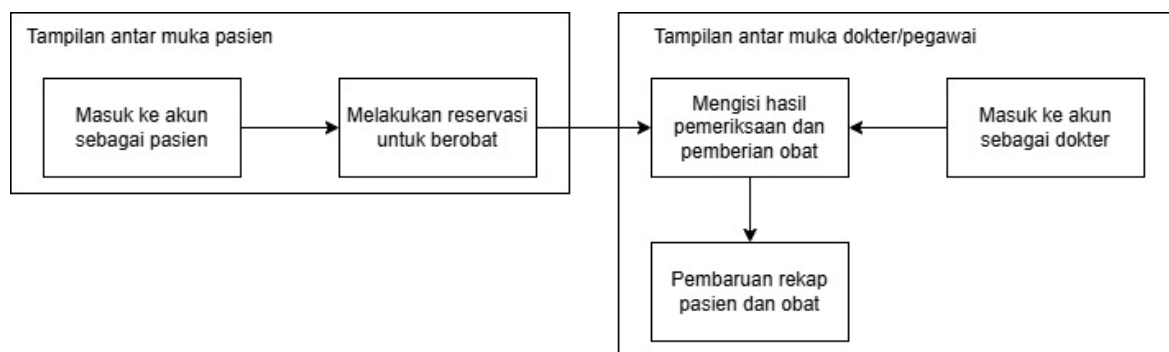 Tampilan antar muka pasien
Masuk ke akun
sebagai pasien
Melakukan reservasi
untuk berobat
Tampilan antar muka dokter/pegawai
Mengisi hasil
pemeriksaan dan
pemberian obat
Masuk ke akun
sebagai dokter
Pembaruan rekap
pasien dan obat